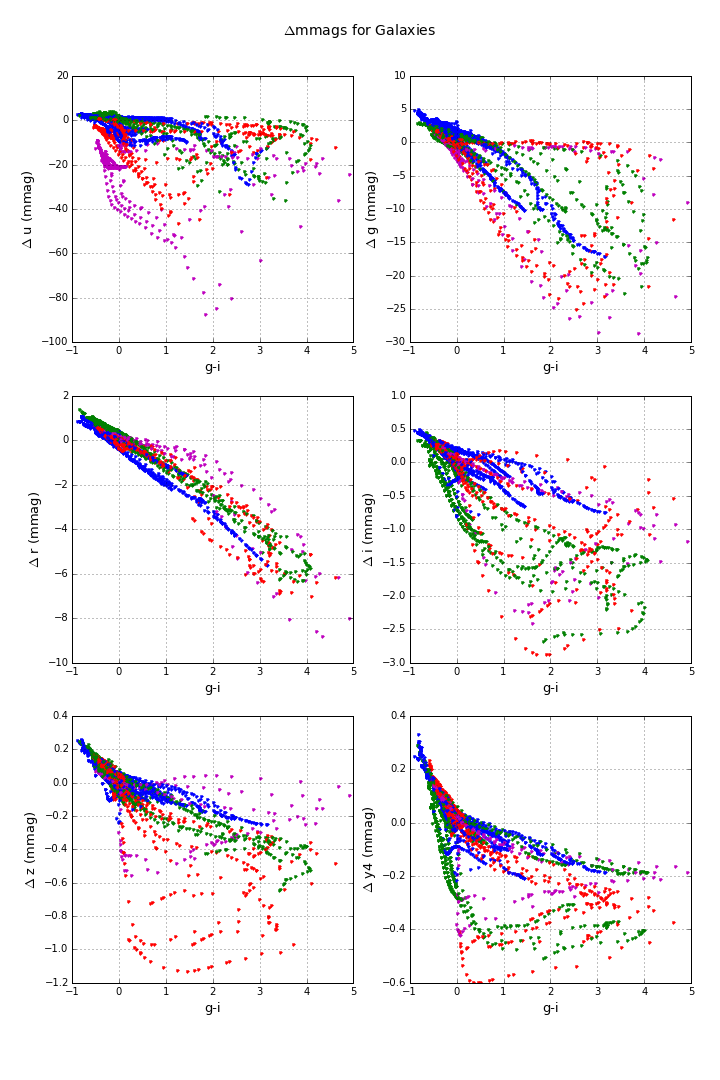 Δmmags for Galaxies
20
0
−20
−40
−60
−80
−100
Δ u (mmag)
−1 0 1 2 3 4 5
g-i
10
5
0
−5
−10
−15
−20
−25
−30
Δ g (mmag)
−1 0 1 2 3 4 5
g-i
2
0
−2
−4
−6
−8
−10
Δ r (mmag)
−1 0 1 2 3 4 5
g-i
1.0
0.5
0.0
−0.5
−1.0
−1.5
−2.0
−2.5
−3.0
Δ i (mmag)
−1 0 1 2 3 4 5
g-i
0.4
0.2
0.0
−0.2
−0.4
−0.6
−0.8
−1.0
−1.2
Δ z (mmag)
−1 0 1 2 3 4 5
g-i
0.4
0.2
0.0
−0.2
−0.4
−0.6
Δ y4 (mmag)
−1 0 1 2 3 4 5
g-i